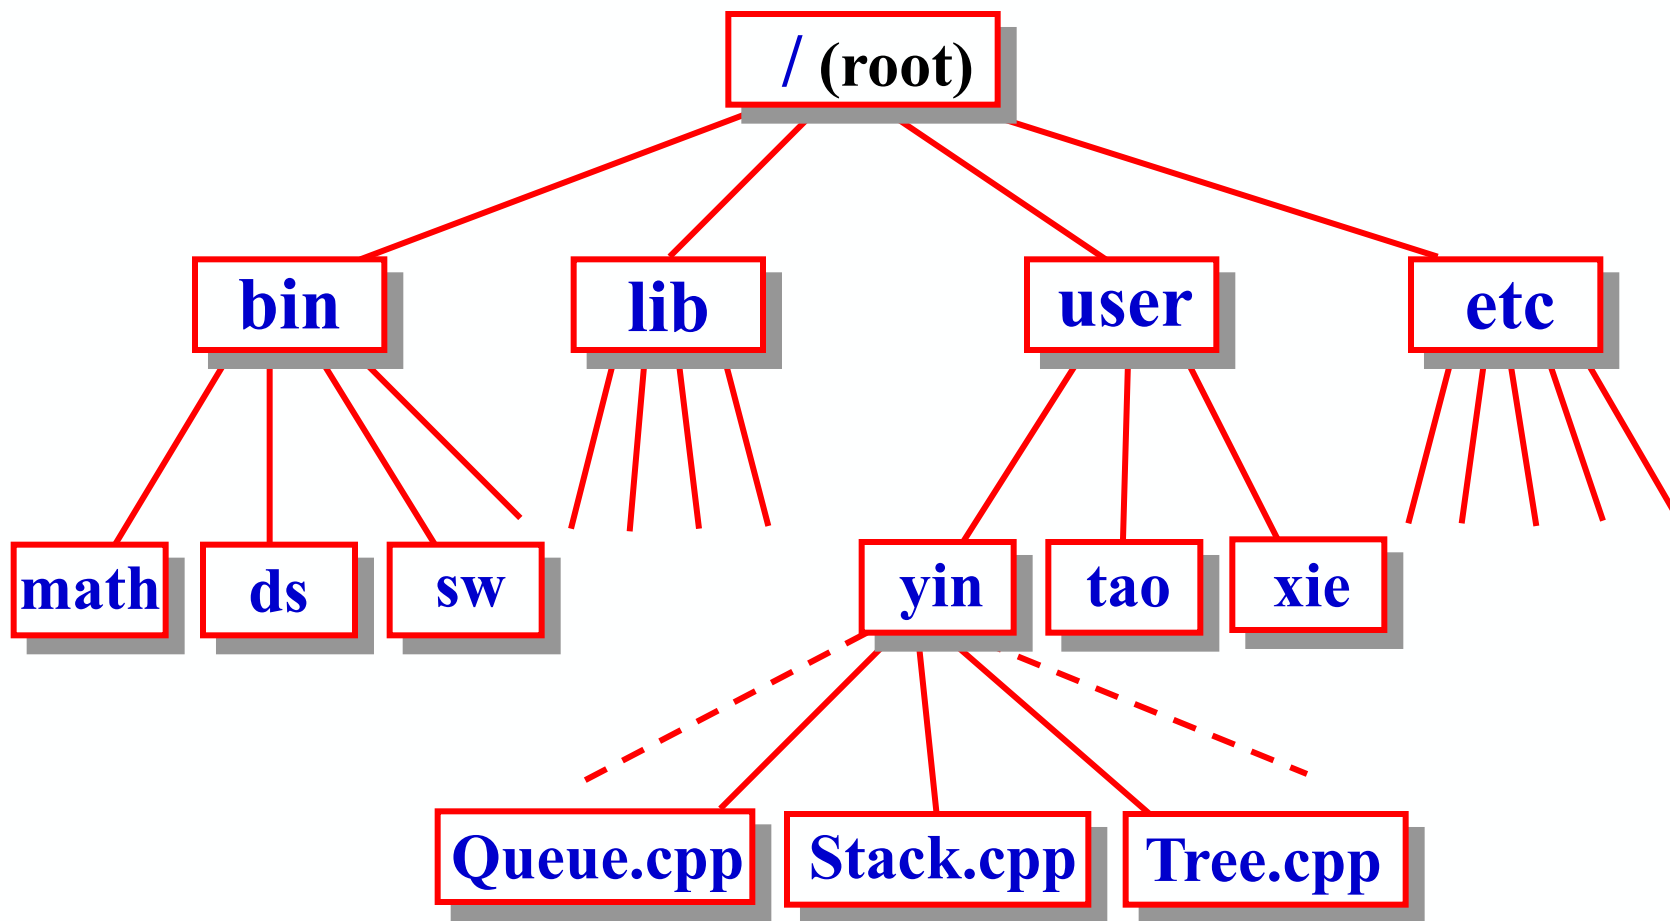 / (root)
bin
lib
user
etc
math
ds
sw
yin
tao
xie
Queue.cpp
Stack.cpp
Tree.cpp